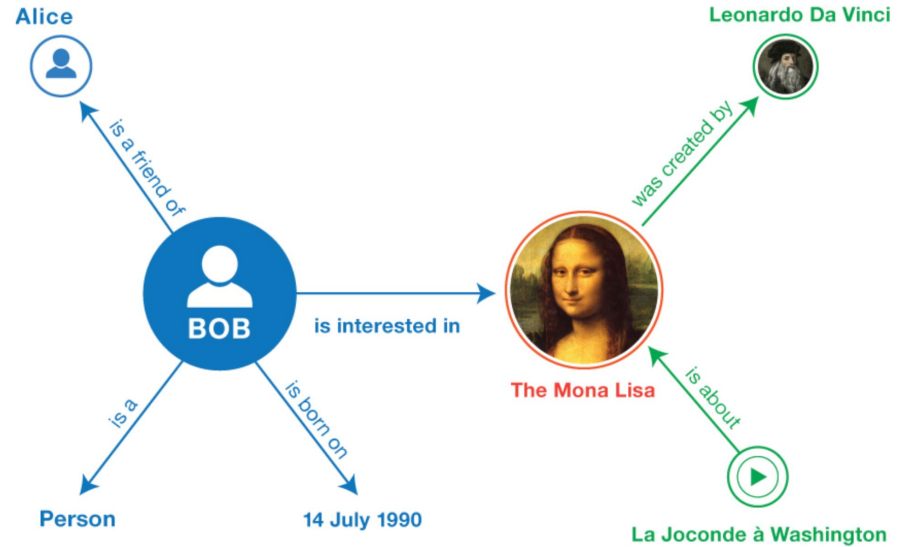 Alice
Leonardo Da Vinci
is a friend of
was created by
BOB
is interested in
The Mona Lisa
is a
is born on
is about
Person
14 July 1990
La Joconde à Washington